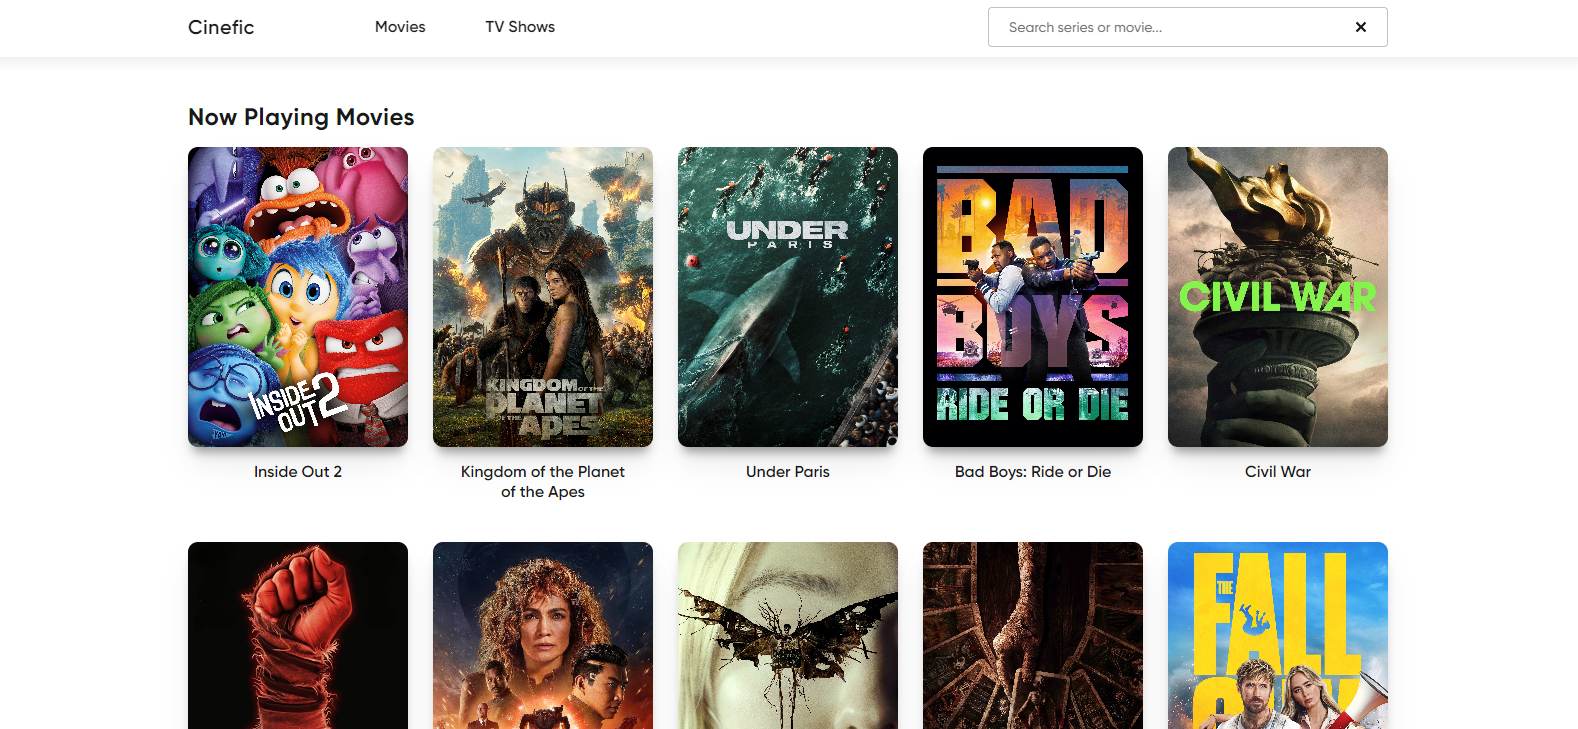 Cinefic
Movies
TV Shows
Search series or movie...
Now Playing Movies
INSIDE
OUT 2
KINGDOM OF THE
PLANET
OF THE
APES
UNDER
PARIS
BAD
BOYS
RIDE OR DIE
CIVIL WAR
Inside Out 2
Kingdom of the Planet
of the Apes
Under Paris
Bad Boys: Ride or Die
Civil War
THE
FALL